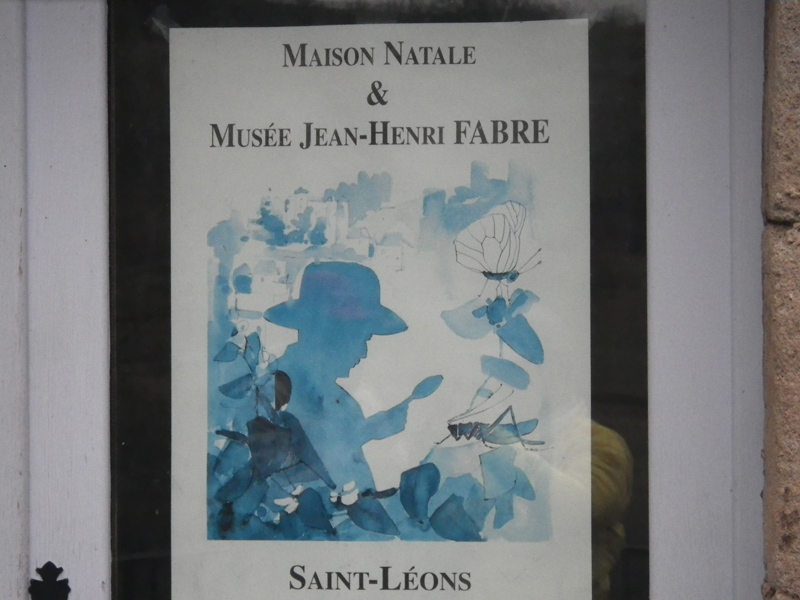 Maison Natale
&
Musée Jean-Henri FABRE
Saint-Léons